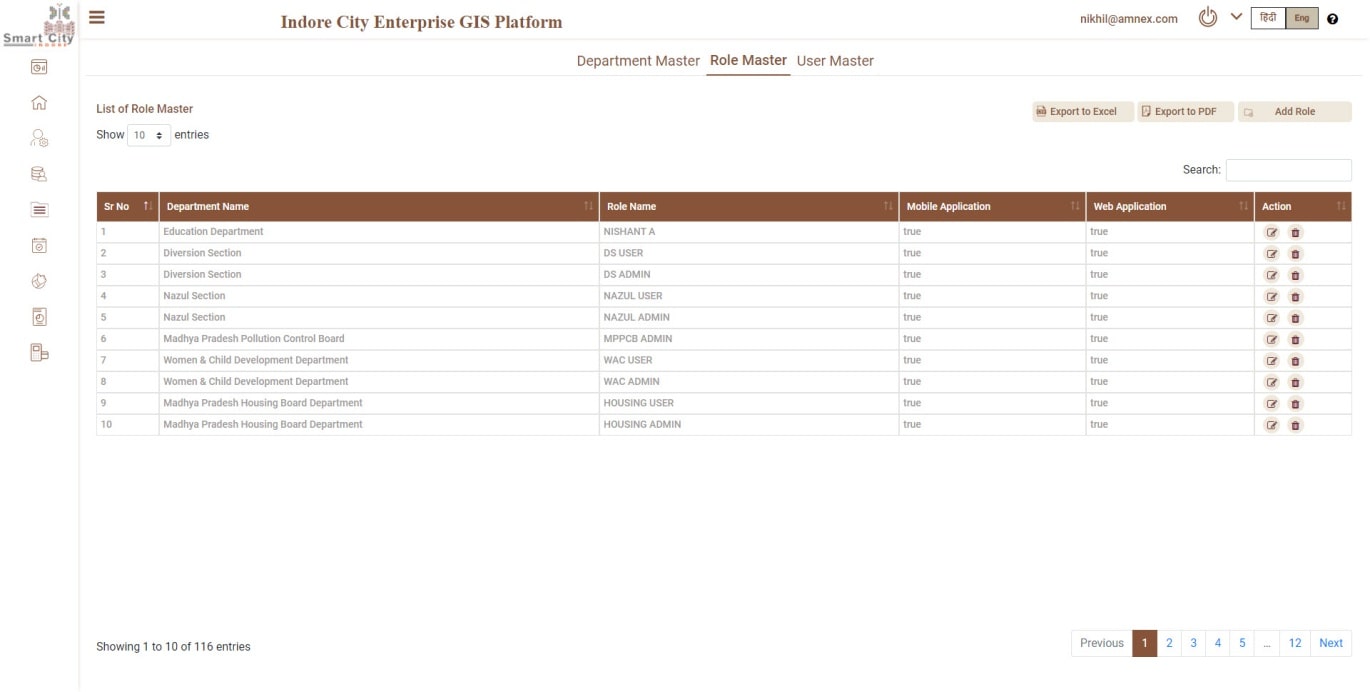 Smart City
INDORE
Indore City Enterprise GIS Platform
nikhil@amnex.com
हिंदी Eng
Department Master Role Master User Master
List of Role Master
Export to Excel Export to PDF Add Role
Show 10 entries
Search:
Sr No Department Name Role Name Mobile Application Web Application Action
1 Education Department NISHANT A true true
2 Diversion Section DS USER true true
3 Diversion Section DS ADMIN true true
4 Nazul Section NAZUL USER true true
5 Nazul Section NAZUL ADMIN true true
6 Madhya Pradesh Pollution Control Board MPPCB ADMIN true true
7 Women & Child Development Department WAC USER true true
8 Women & Child Development Department WAC ADMIN true true
9 Madhya Pradesh Housing Board Department HOUSING USER true true
10 Madhya Pradesh Housing Board Department HOUSING ADMIN true true
Showing 1 to 10 of 116 entries
Previous 1 2 3 4 5 ... 12 Next